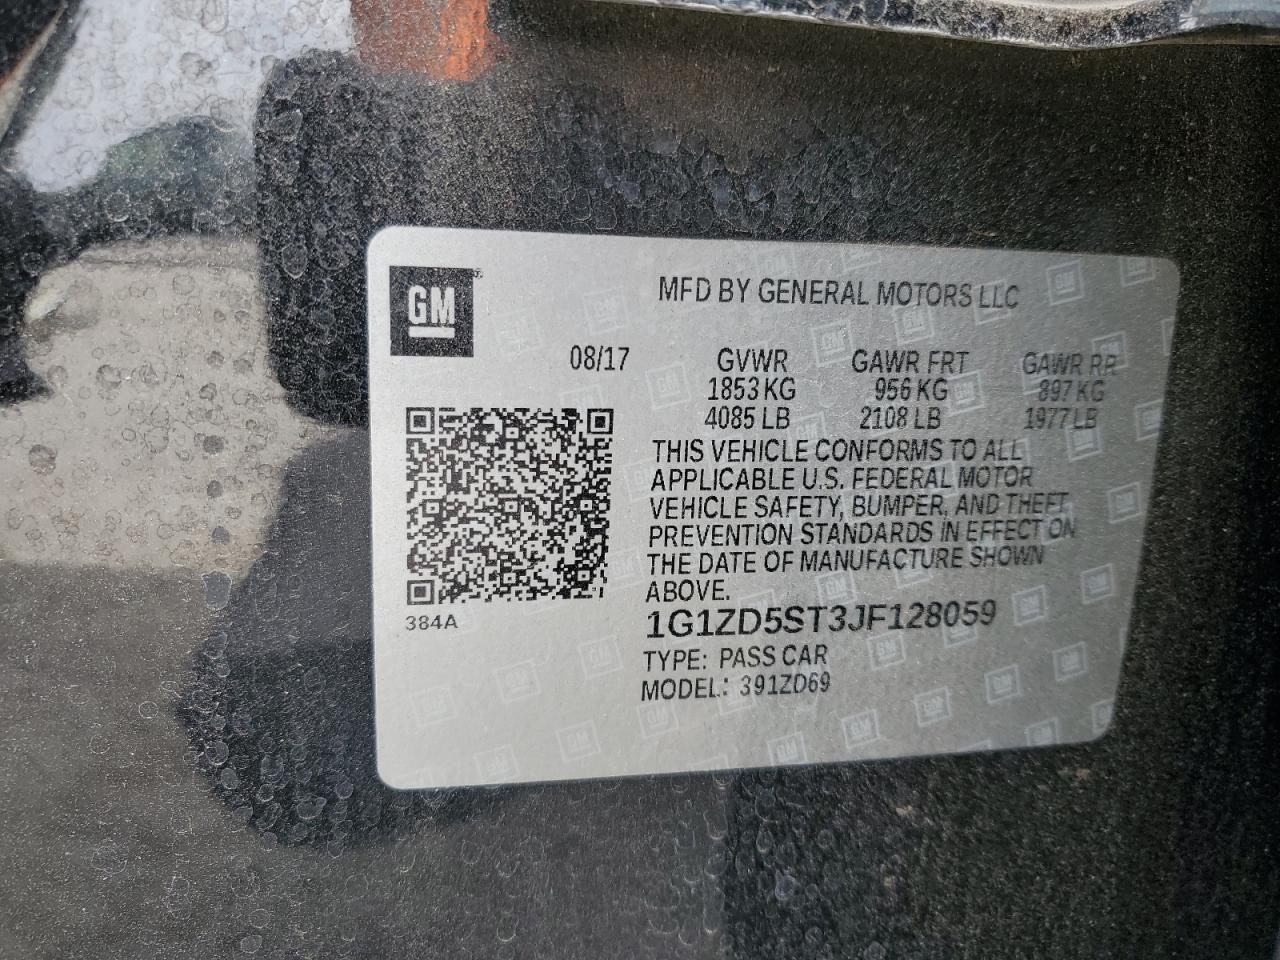 GM
MFD BY GENERAL MOTORS LLC
08/17 GVWR GAWR FRT GAWR RR
1853 KG 956 KG 897 KG
4085 LB 2108 LB 1977 LB
THIS VEHICLE CONFORMS TO ALL
APPLICABLE U.S. FEDERAL MOTOR
VEHICLE SAFETY, BUMPER, AND THEFT
PREVENTION STANDARDS IN EFFECT ON
THE DATE OF MANUFACTURE SHOWN
ABOVE.
384A
1G1ZD5ST3JF128059
TYPE: PASS CAR
MODEL: 391ZD69